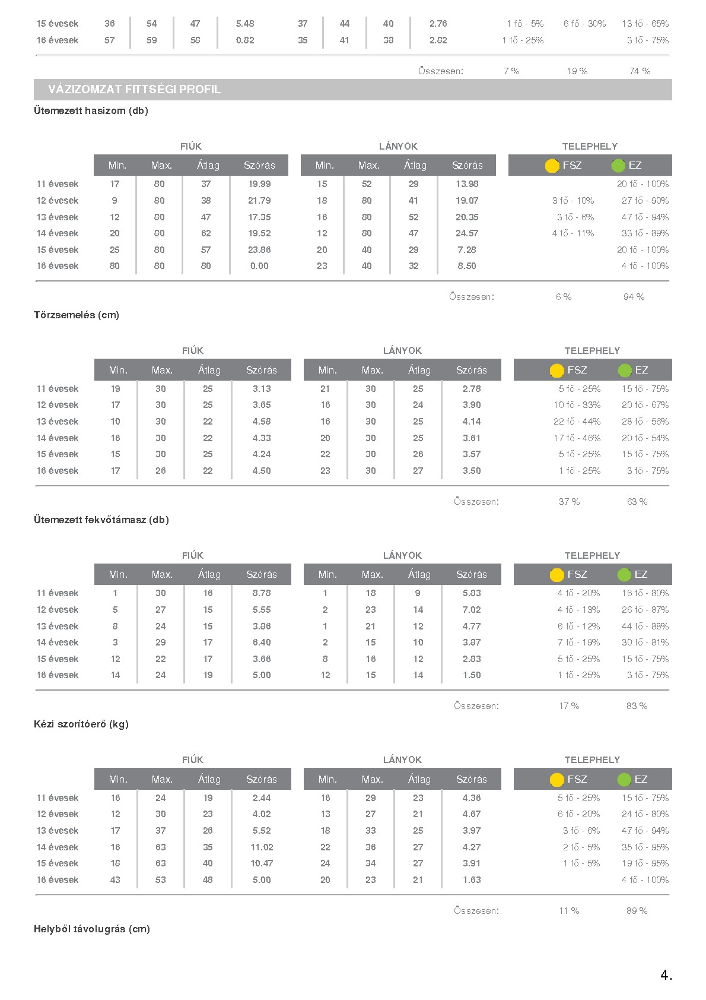 15 évesek 36 54 47 5.48 37 44 40 2.76 1 fő - 5% 6 fő - 30% 13 fő - 65%
16 évesek 57 59 58 0.82 35 41 38 2.82 1 fő - 25% 3 fő - 75%
Összesen: 7 % 19 % 74 %
VÁZIZOMZAT FITTSÉGI PROFIL
Ütemezett hasizom (db)
FIÚK LÁNYOK TELEPHELY
Min. Max. Átlag Szórás Min. Max. Átlag Szórás FSZ EZ
11 évesek 17 80 37 19.99 15 52 29 13.98 20 fő - 100%
12 évesek 9 80 38 21.79 18 80 41 19.07 3 fő - 10% 27 fő - 90%
13 évesek 12 80 47 17.35 16 80 52 20.35 3 fő - 6% 47 fő - 94%
14 évesek 20 80 62 19.52 12 80 47 24.57 4 fő - 11% 33 fő - 89%
15 évesek 25 80 57 23.86 20 40 29 7.28 20 fő - 100%
16 évesek 80 80 80 0.00 23 40 32 8.50 4 fő - 100%
Összesen: 6 % 94 %
Törzsemelés (cm)
FIÚK LÁNYOK TELEPHELY
Min. Max. Átlag Szórás Min. Max. Átlag Szórás FSZ EZ
11 évesek 19 30 25 3.13 21 30 25 2.78 5 fő - 25% 15 fő - 75%
12 évesek 17 30 25 3.65 16 30 24 3.90 10 fő - 33% 20 fő - 67%
13 évesek 10 30 22 4.58 16 30 25 4.14 22 fő - 44% 28 fő - 56%
14 évesek 16 30 22 4.33 20 30 25 3.61 17 fő - 46% 20 fő - 54%
15 évesek 15 30 25 4.24 22 30 26 3.57 5 fő - 25% 15 fő - 75%
16 évesek 17 26 22 4.50 23 30 27 3.50 1 fő - 25% 3 fő - 75%
Összesen: 37 % 63 %
Ütemezett fekvőtámasz (db)
FIÚK LÁNYOK TELEPHELY
Min. Max. Átlag Szórás Min. Max. Átlag Szórás FSZ EZ
11 évesek 1 30 16 8.78 1 18 9 5.83 4 fő - 20% 16 fő - 80%
12 évesek 5 27 15 5.55 2 23 14 7.02 4 fő - 13% 26 fő - 87%
13 évesek 8 24 15 3.86 1 21 12 4.77 6 fő - 12% 44 fő - 88%
14 évesek 3 29 17 6.40 2 15 10 3.87 7 fő - 19% 30 fő - 81%
15 évesek 12 22 17 3.66 8 16 12 2.83 5 fő - 25% 15 fő - 75%
16 évesek 14 24 19 5.00 12 15 14 1.50 1 fő - 25% 3 fő - 75%
Összesen: 17 % 83 %
Kézi szorítóerő (kg)
FIÚK LÁNYOK TELEPHELY
Min. Max. Átlag Szórás Min. Max. Átlag Szórás FSZ EZ
11 évesek 16 24 19 2.44 16 29 23 4.36 5 fő - 25% 15 fő - 75%
12 évesek 12 30 23 4.02 13 27 21 4.67 6 fő - 20% 24 fő - 80%
13 évesek 17 37 26 5.52 18 33 25 3.97 3 fő - 6% 47 fő - 94%
14 évesek 16 63 35 11.02 22 36 27 4.27 2 fő - 5% 35 fő - 95%
15 évesek 18 63 40 10.47 24 34 27 3.91 1 fő - 5% 19 fő - 95%
16 évesek 43 53 48 5.00 20 23 21 1.63 4 fő - 100%
Összesen: 11 % 89 %
Helyből távolugrás (cm)
4.